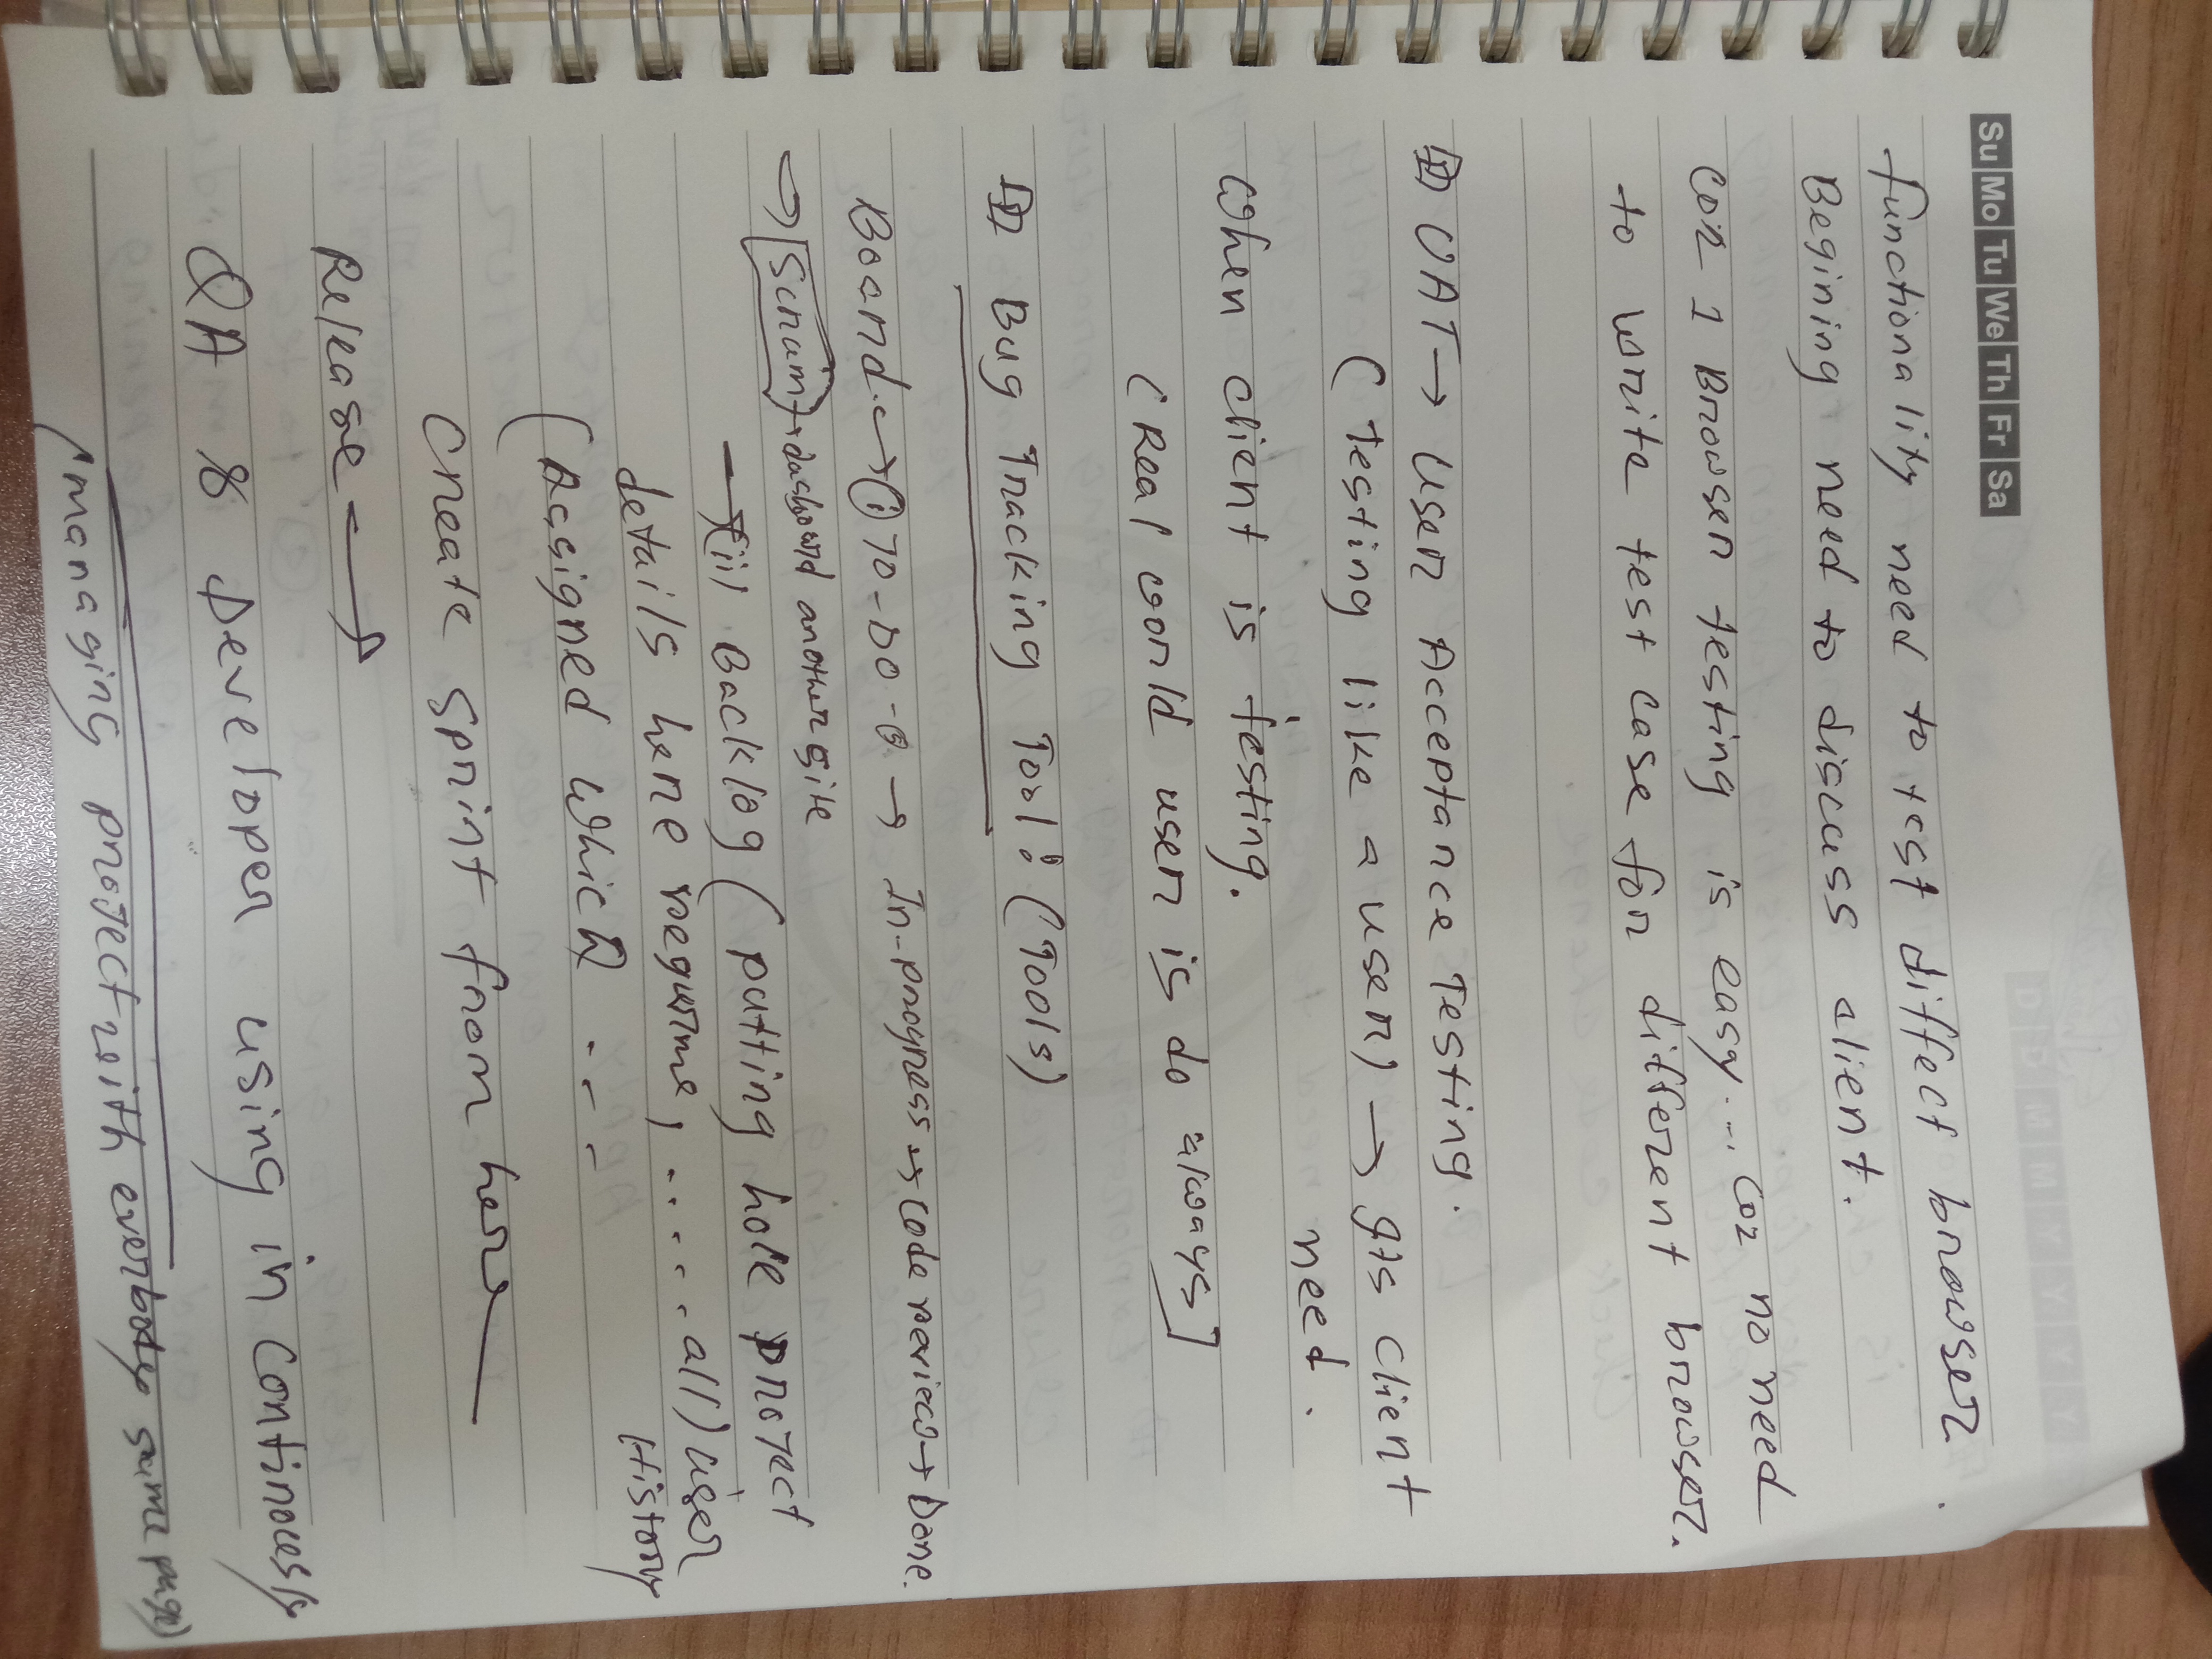 Su Mo Tu We Th Fr Sa
D D M M Y Y Y Y
functionality need to test diffect browser.
Begining need to discuss client.
coz 1 Browser testing is easy... coz no need
to write test case for different browser.
UAT → User Acceptance Testing.
(Testing like a user) → Its client
need.
When client is testing.
(Real world user is do always]
Bug Tracking Tool: (Tools)
Board → (i) TO-DO → In-progress → code review → Done.
→ [Scrum] → dashboard another site
→ (ii) Backlog (putting hole project
details here requrme, ..... all) user
History
(Assigned which ...
create sprint from here
Release →
QA & Developer using in continously
(managing project with everbody same page)